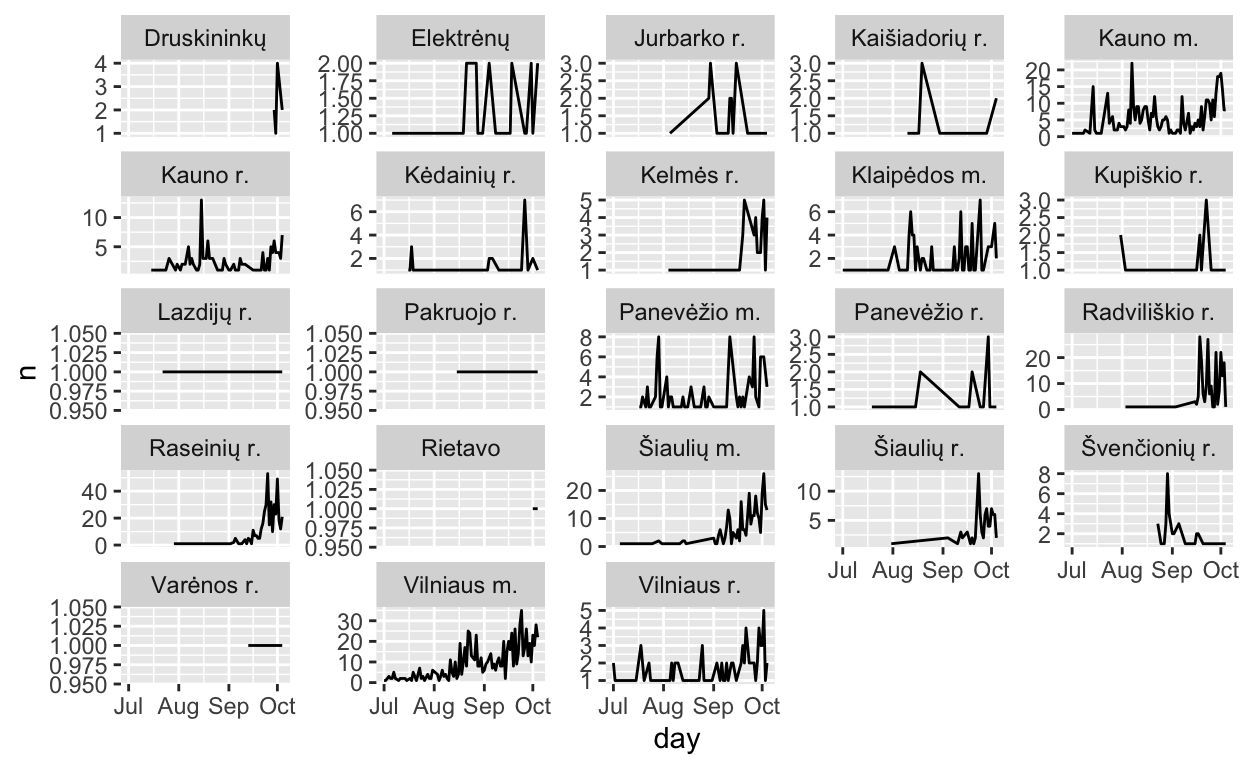 Druskininkų Elektrėnų Jurbarko r. Kaišiadorių r. Kauno m.
4 3 2 1
2.00 1.75 1.50 1.25 1.00
3.0 2.5 2.0 1.5 1.0
3.0 2.5 2.0 1.5 1.0
20 15 10 5 0
Kauno r. Kėdainių r. Kelmės r. Klaipėdos m. Kupiškio r.
10 5
6 4 2
5 4 3 2 1
6 4 2
3.0 2.5 2.0 1.5 1.0
Lazdijų r. Pakruojo r. Panevėžio m. Panevėžio r. Radviliškio r.
1.050 1.025 1.000 0.975 0.950
1.050 1.025 1.000 0.975 0.950
8 6 4 2
3.0 2.5 2.0 1.5 1.0
20 10 0
n
Raseinių r. Rietavo Šiaulių m. Šiaulių r. Švenčionių r.
40 20 0
1.050 1.025 1.000 0.975 0.950
20 10 0
10 5
8 6 4 2
Jul Aug Sep Oct Jul Aug Sep Oct
Varėnos r. Vilniaus m. Vilniaus r.
1.050 1.025 1.000 0.975 0.950
30 20 10 0
5 4 3 2 1
Jul Aug Sep Oct Jul Aug Sep Oct Jul Aug Sep Oct
day